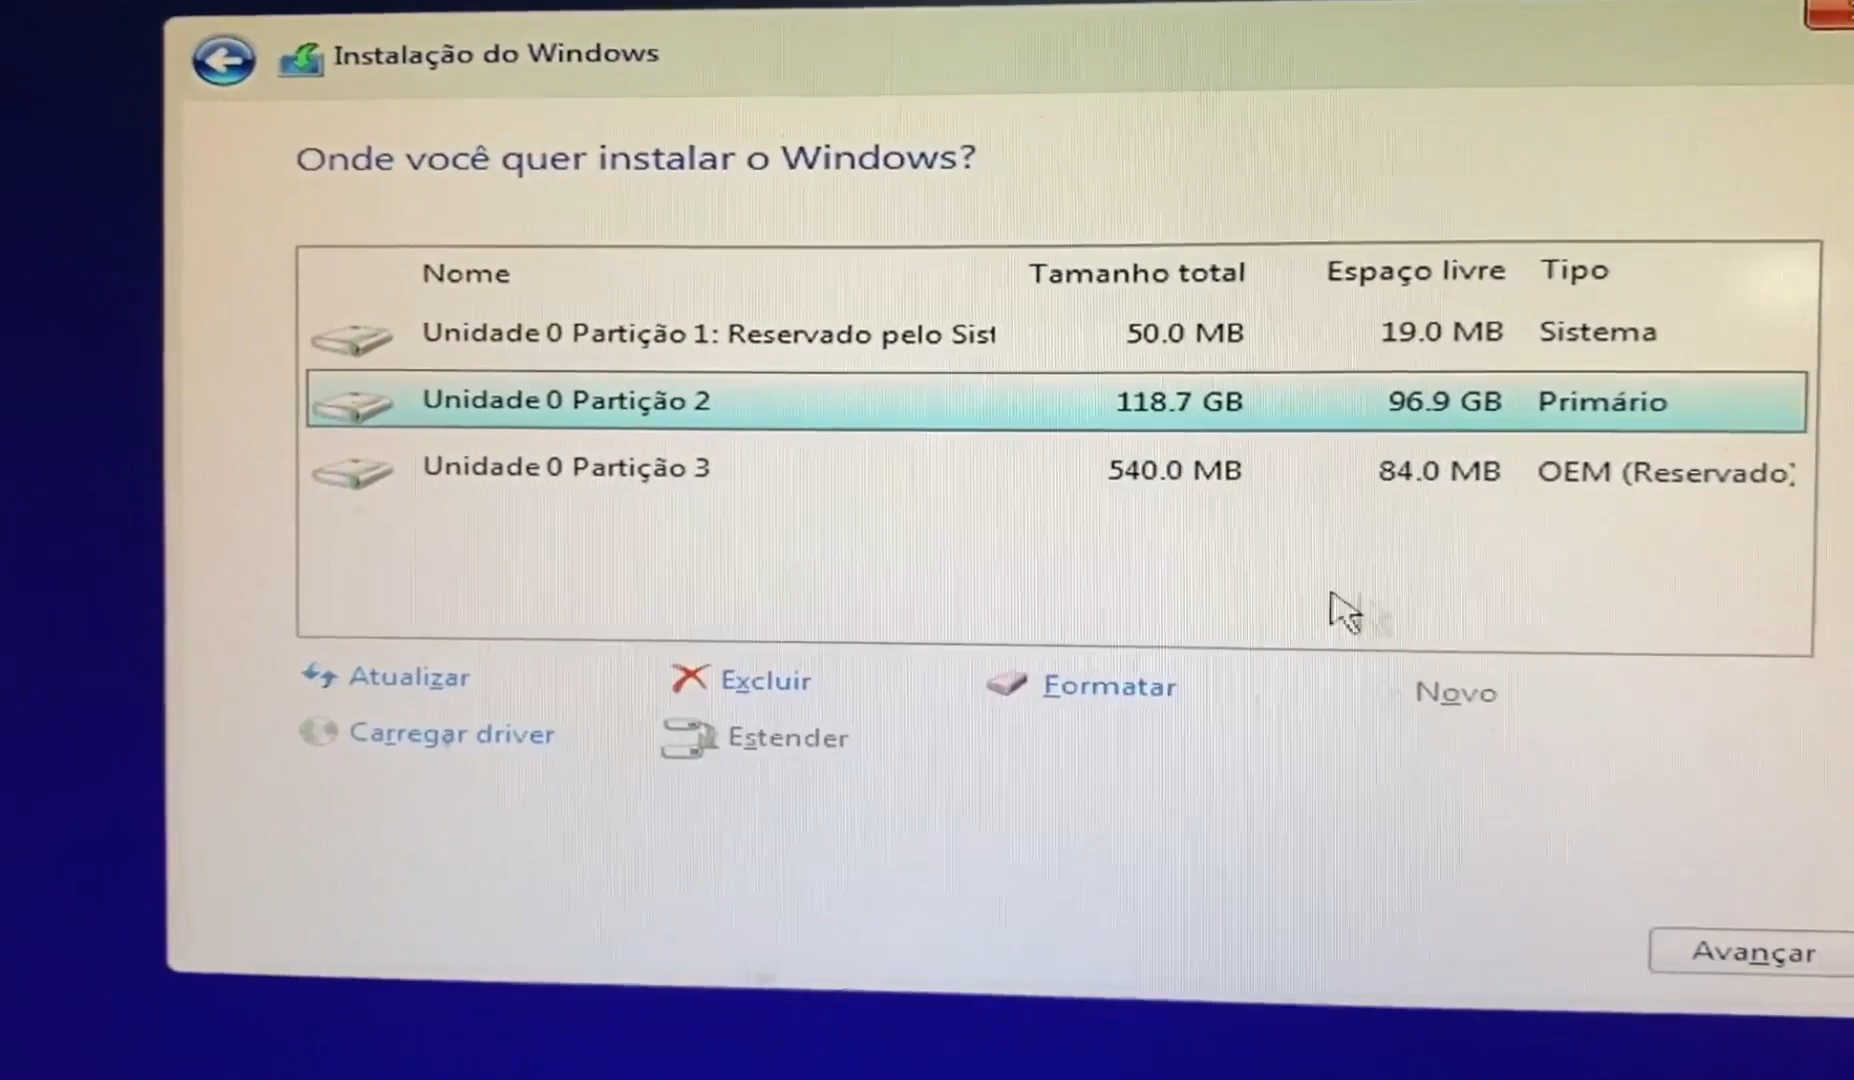 Instalação do Windows
Onde você quer instalar o Windows?
Nome Tamanho total Espaço livre Tipo
Unidade 0 Partição 1: Reservado pelo Sist 50.0 MB 19.0 MB Sistema
Unidade 0 Partição 2 118.7 GB 96.9 GB Primário
Unidade 0 Partição 3 540.0 MB 84.0 MB OEM (Reservado)
Atualizar Excluir Formatar Novo
Carregar driver Estender
Avançar